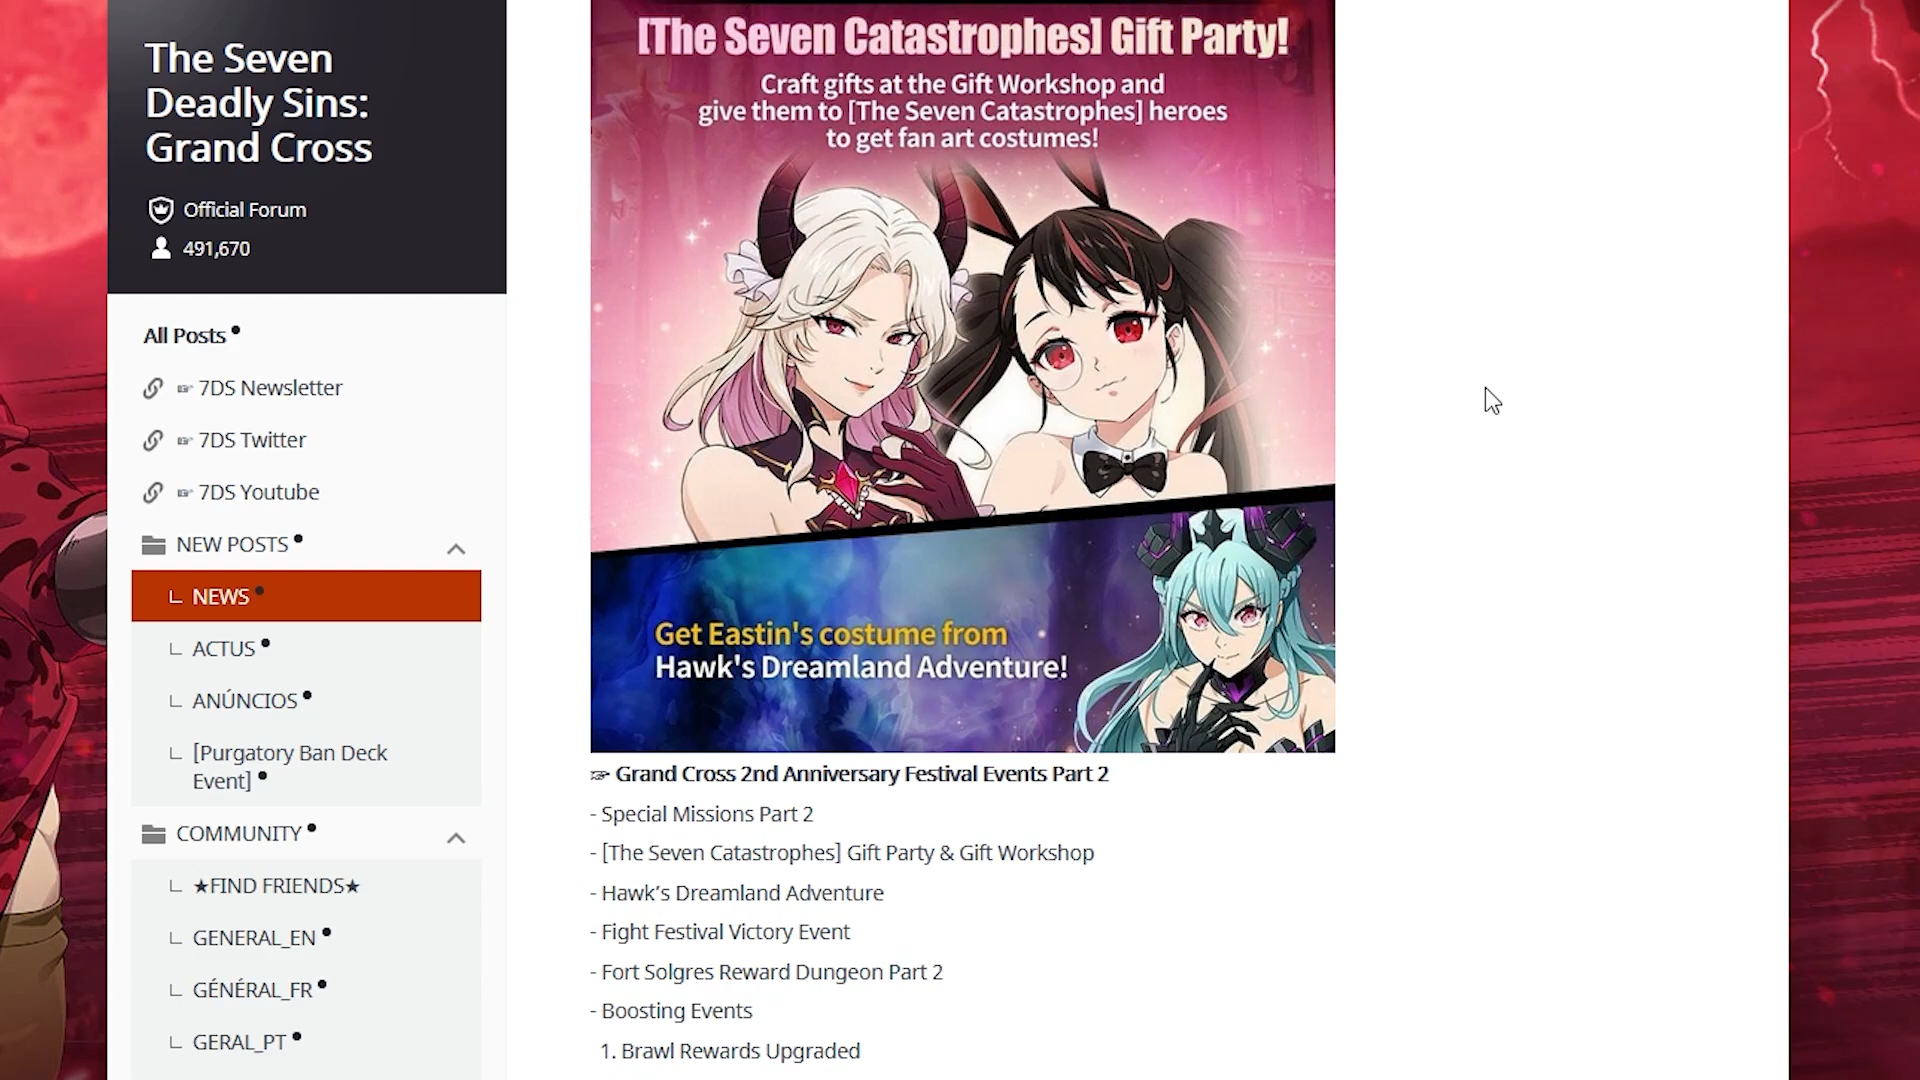 The Seven
Deadly Sins:
Grand Cross
Official Forum
491,670
All Posts
☞ 7DS Newsletter
☞ 7DS Twitter
☞ 7DS Youtube
NEW POSTS
NEWS
ACTUS
ANÚNCIOS
[Purgatory Ban Deck
Event]
COMMUNITY
★FIND FRIENDS★
GENERAL_EN
GÉNÉRAL_FR
GERAL_PT
[The Seven Catastrophes] Gift Party!
Craft gifts at the Gift Workshop and
give them to [The Seven Catastrophes] heroes
to get fan art costumes!
Get Eastin's costume from
Hawk's Dreamland Adventure!
☞ Grand Cross 2nd Anniversary Festival Events Part 2
- Special Missions Part 2
- [The Seven Catastrophes] Gift Party & Gift Workshop
- Hawk’s Dreamland Adventure
- Fight Festival Victory Event
- Fort Solgres Reward Dungeon Part 2
- Boosting Events
1. Brawl Rewards Upgraded